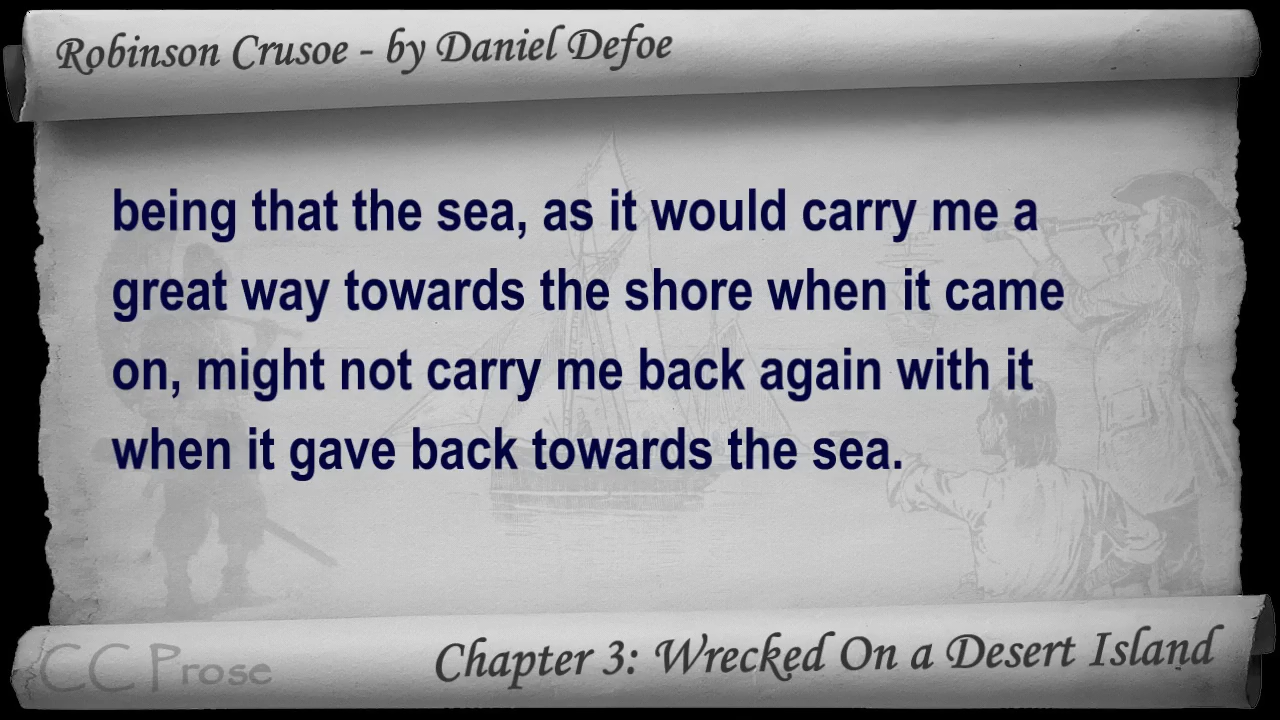 Robinson Crusoe - by Daniel Defoe
being that the sea, as it would carry me a
great way towards the shore when it came
on, might not carry me back again with it
when it gave back towards the sea.
CC Prose
Chapter 3: Wrecked On a Desert Island